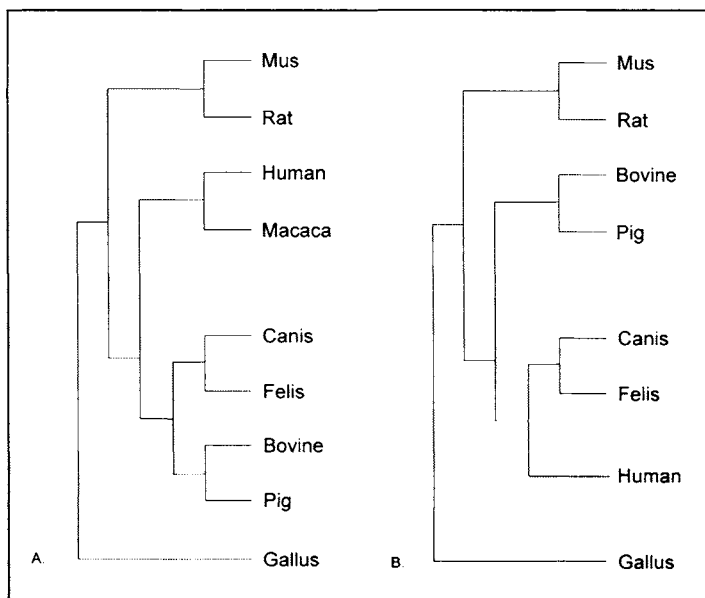 Mus
Rat
Human
Macaca
Canis
Felis
Bovine
Pig
Gallus
A.
Mus
Rat
Bovine
Pig
Canis
Felis
Human
Gallus
B.